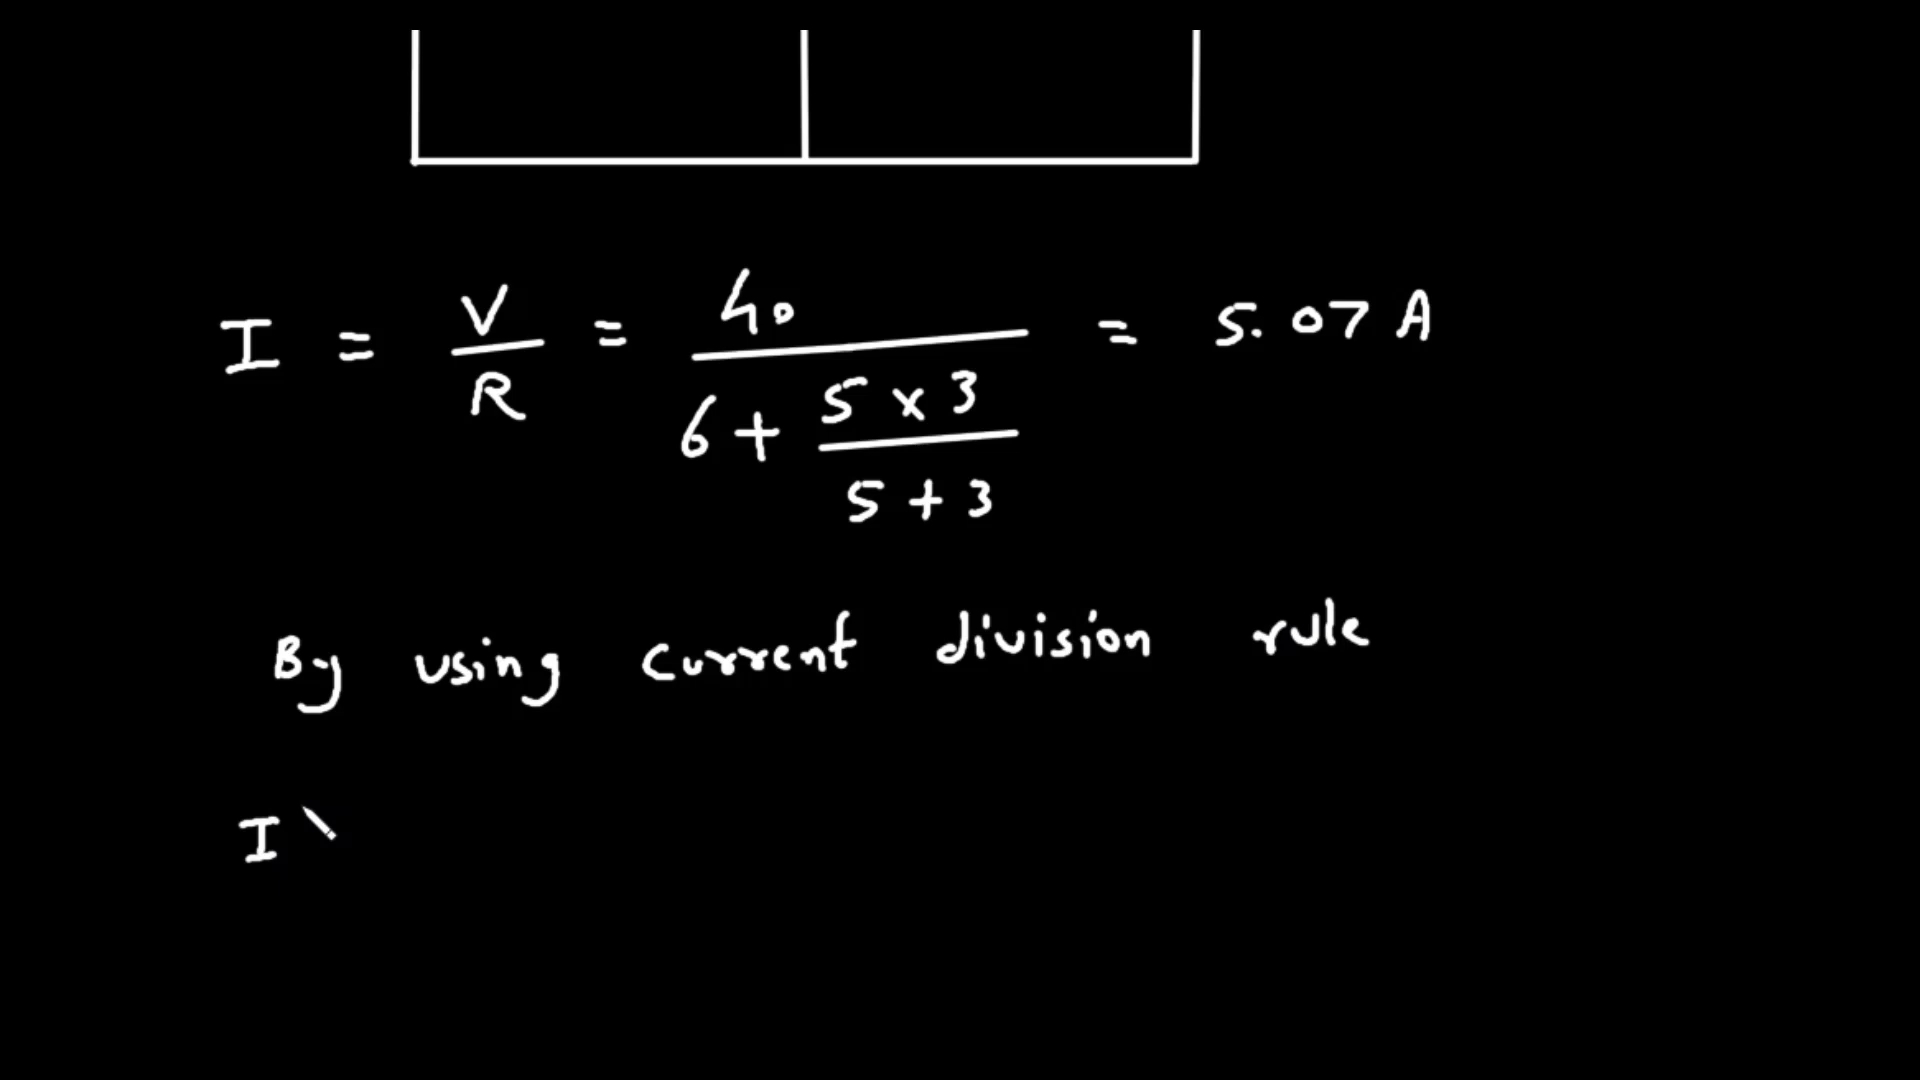 I = V/R = 40/(6 + (5 x 3)/(5 + 3)) = 5.07 A
By using current division rule
I